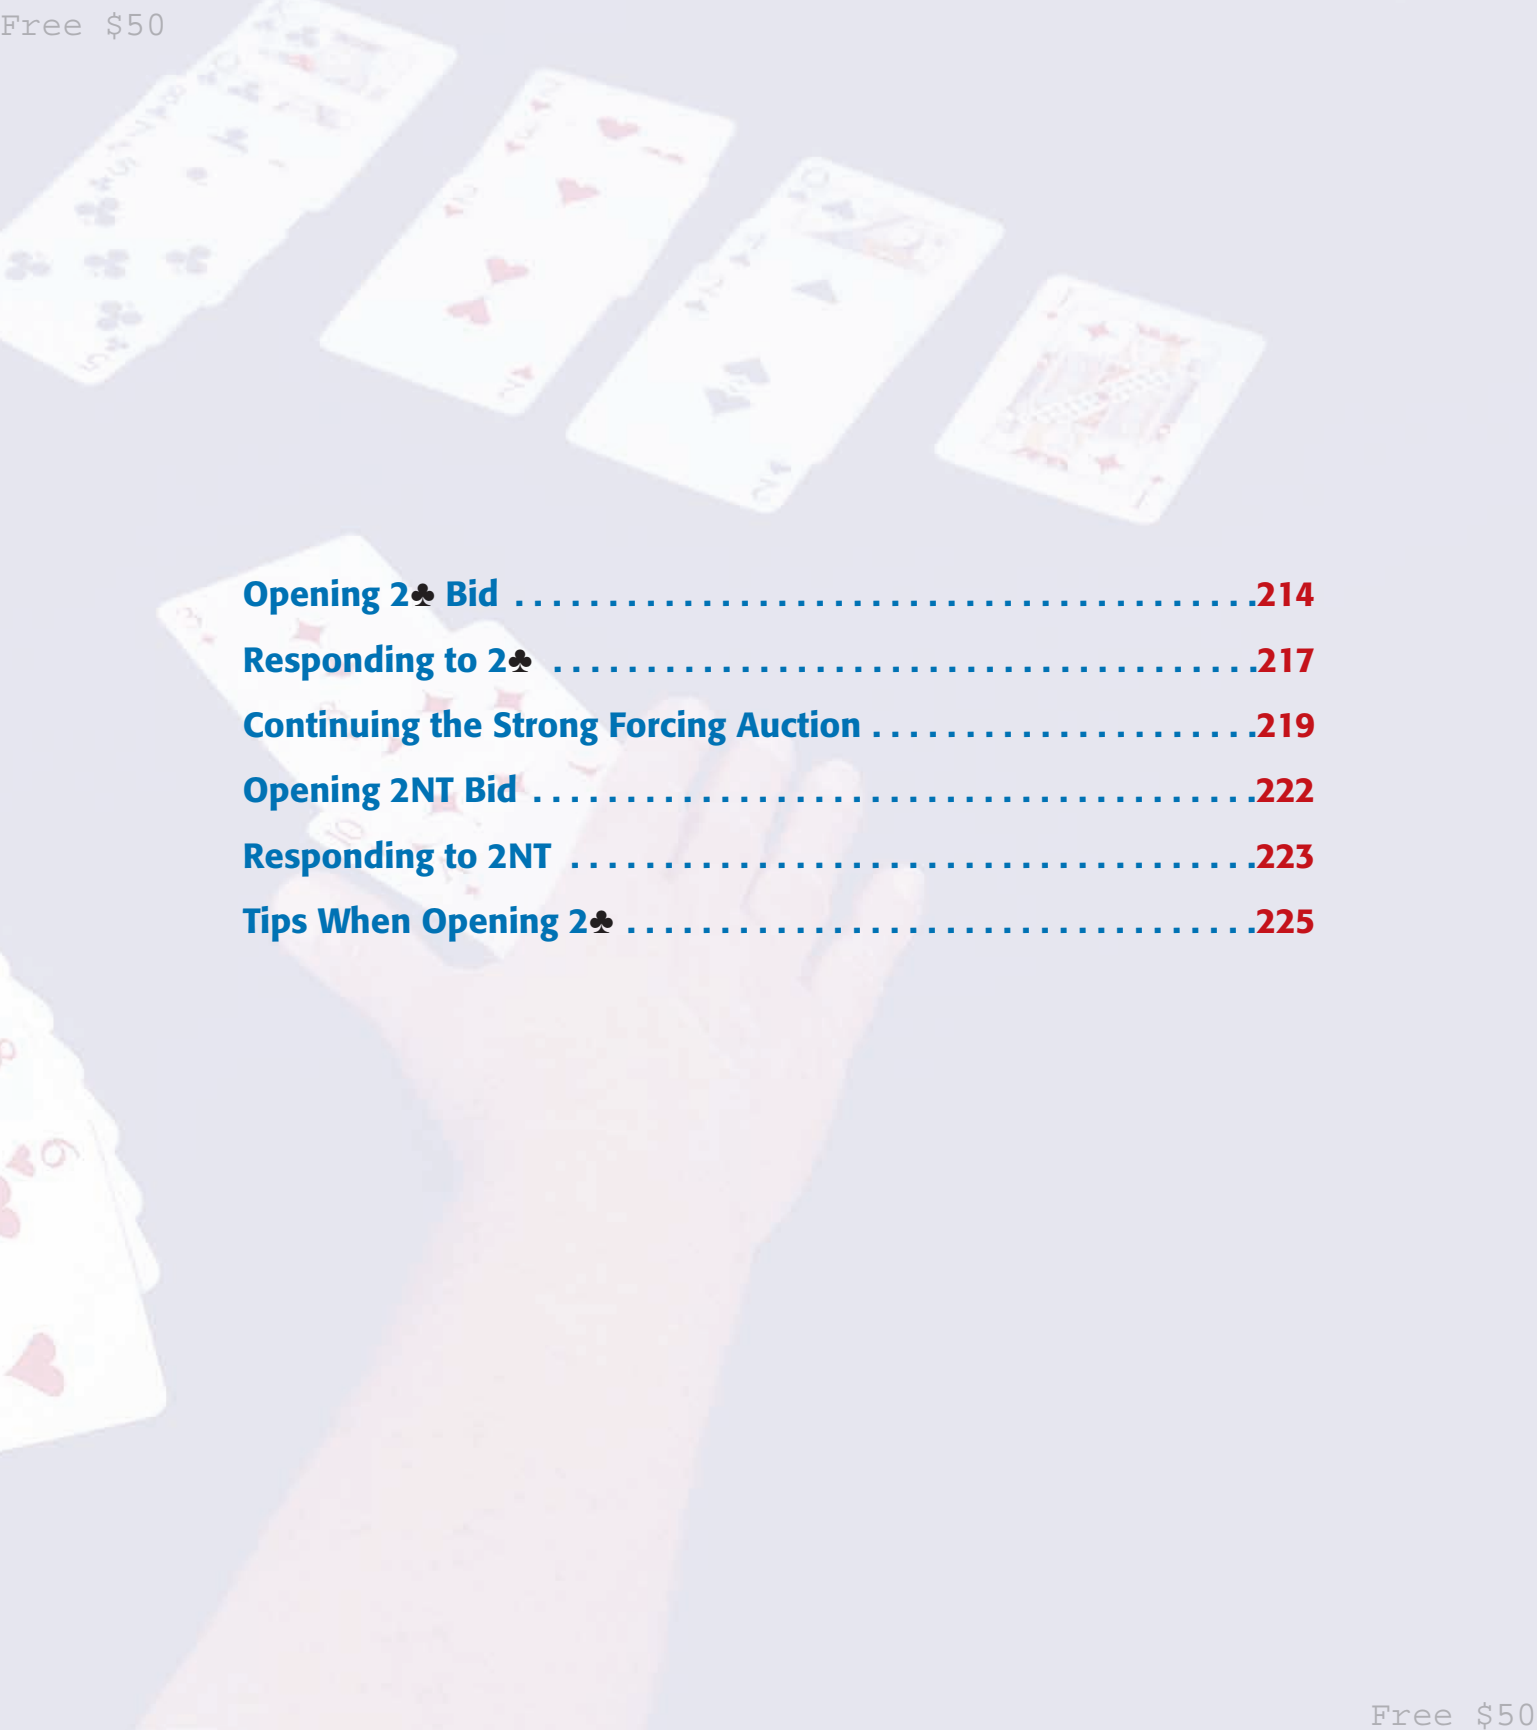 Free $50
Opening 2♣ Bid . . . . . . . . . . . . . . . . . . . . . . . . . . . . . . . . . . . . . . . .214
Responding to 2♣ . . . . . . . . . . . . . . . . . . . . . . . . . . . . . . . . . . . . . .217
Continuing the Strong Forcing Auction . . . . . . . . . . . . . . . . . . . . .219
Opening 2NT Bid . . . . . . . . . . . . . . . . . . . . . . . . . . . . . . . . . . . . . . .222
Responding to 2NT . . . . . . . . . . . . . . . . . . . . . . . . . . . . . . . . . . . . .223
Tips When Opening 2♣ . . . . . . . . . . . . . . . . . . . . . . . . . . . . . . . . . .225
Free $50